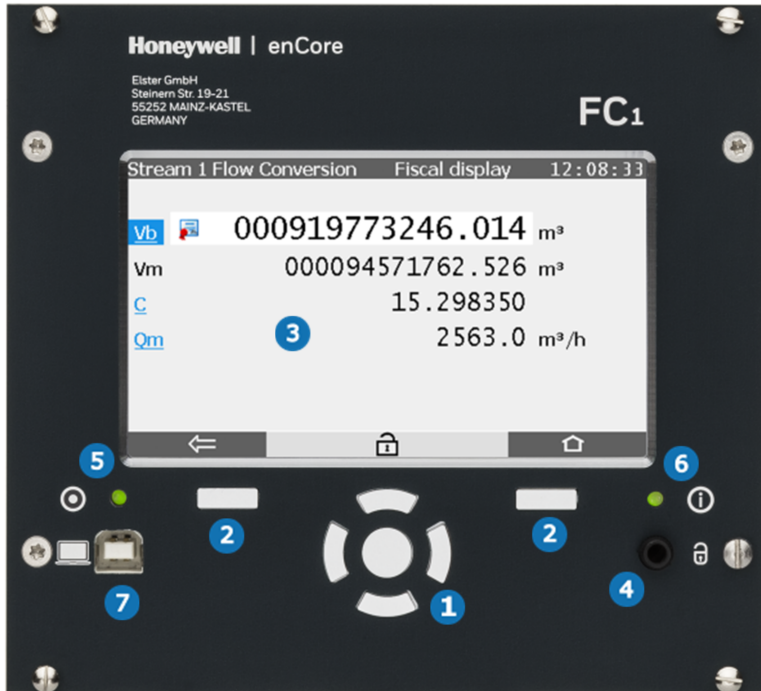 Honeywell | enCore
Elster GmbH
Steinern Str. 19-21
55252 MAINZ-KASTEL
GERMANY
FC1
Stream 1 Flow Conversion Fiscal display 12:08:33
Vb 000919773246.014 m³
Vm 000094571762.526 m³
C 15.298350
Qm 2563.0 m³/h
3
5
6
2
2
1
4
7